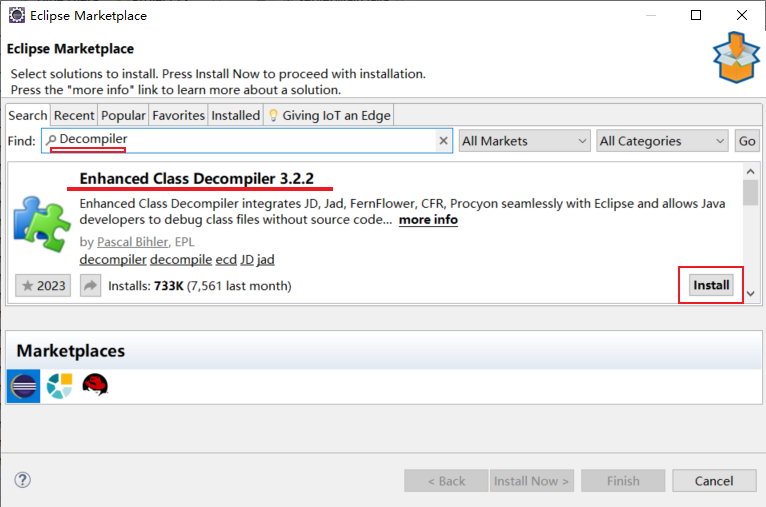 Eclipse Marketplace
Eclipse Marketplace
Select solutions to install. Press Install Now to proceed with installation.
Press the "more info" link to learn more about a solution.
Search Recent Popular Favorites Installed Giving IoT an Edge
Find: Decompiler All Markets All Categories Go
Enhanced Class Decompiler 3.2.2
Enhanced Class Decompiler integrates JD, Jad, FernFlower, CFR, Procyon seamlessly with Eclipse and allows Java
developers to debug class files without source code... more info
by Pascal Bihler, EPL
decompiler decompile ecd JD jad
2023 Installs: 733K (7,561 last month) Install
Marketplaces
? < Back Install Now > Finish Cancel